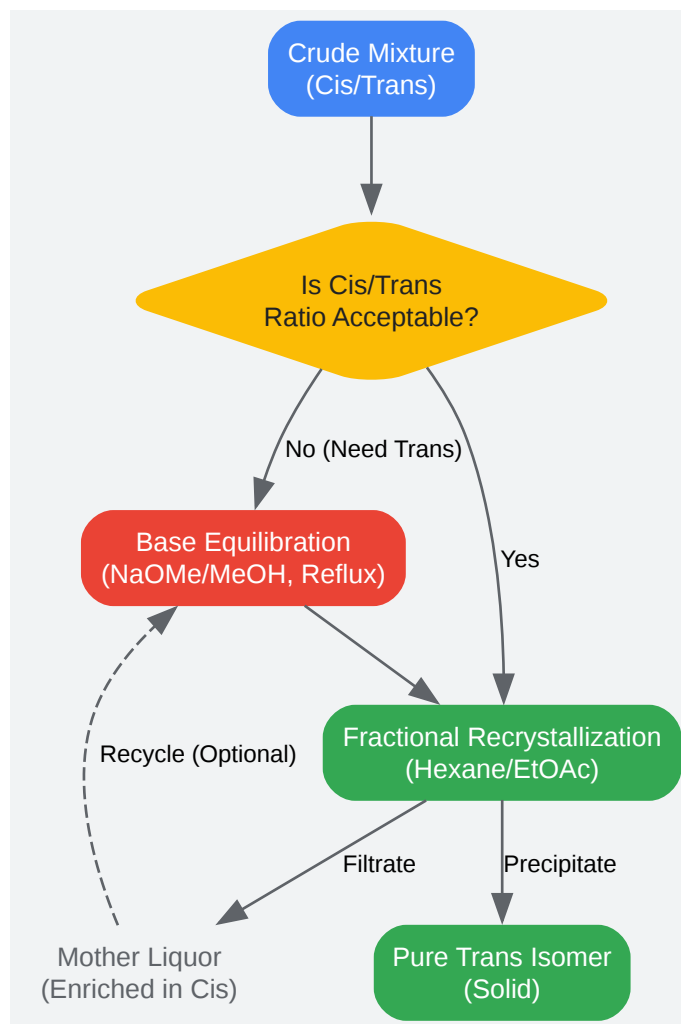 Crude Mixture
(Cis/Trans)
Is Cis/Trans
Ratio Acceptable?
No (Need Trans)
Base Equilibration
(NaOMe/MeOH, Reflux)
Yes
Fractional Recrystallization
(Hexane/EtOAc)
Recycle (Optional)
Filtrate
Precipitate
Mother Liquor
(Enriched in Cis)
Pure Trans Isomer
(Solid)